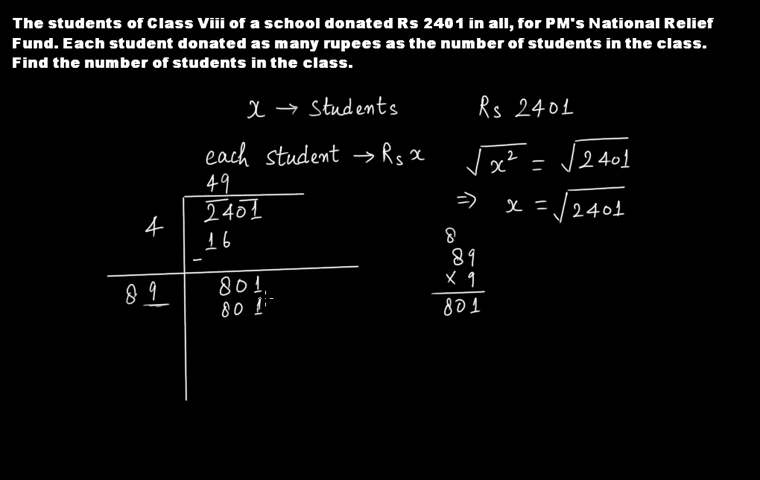 The students of Class Viii of a school donated Rs 2401 in all, for PM's National Relief
Fund. Each student donated as many rupees as the number of students in the class.
Find the number of students in the class.
x → Students Rs 2401
each student → Rs x √x² = √2401
⇒ x = √2401
49
4 2401
- 16
89 801
801
8
89
× 9
801